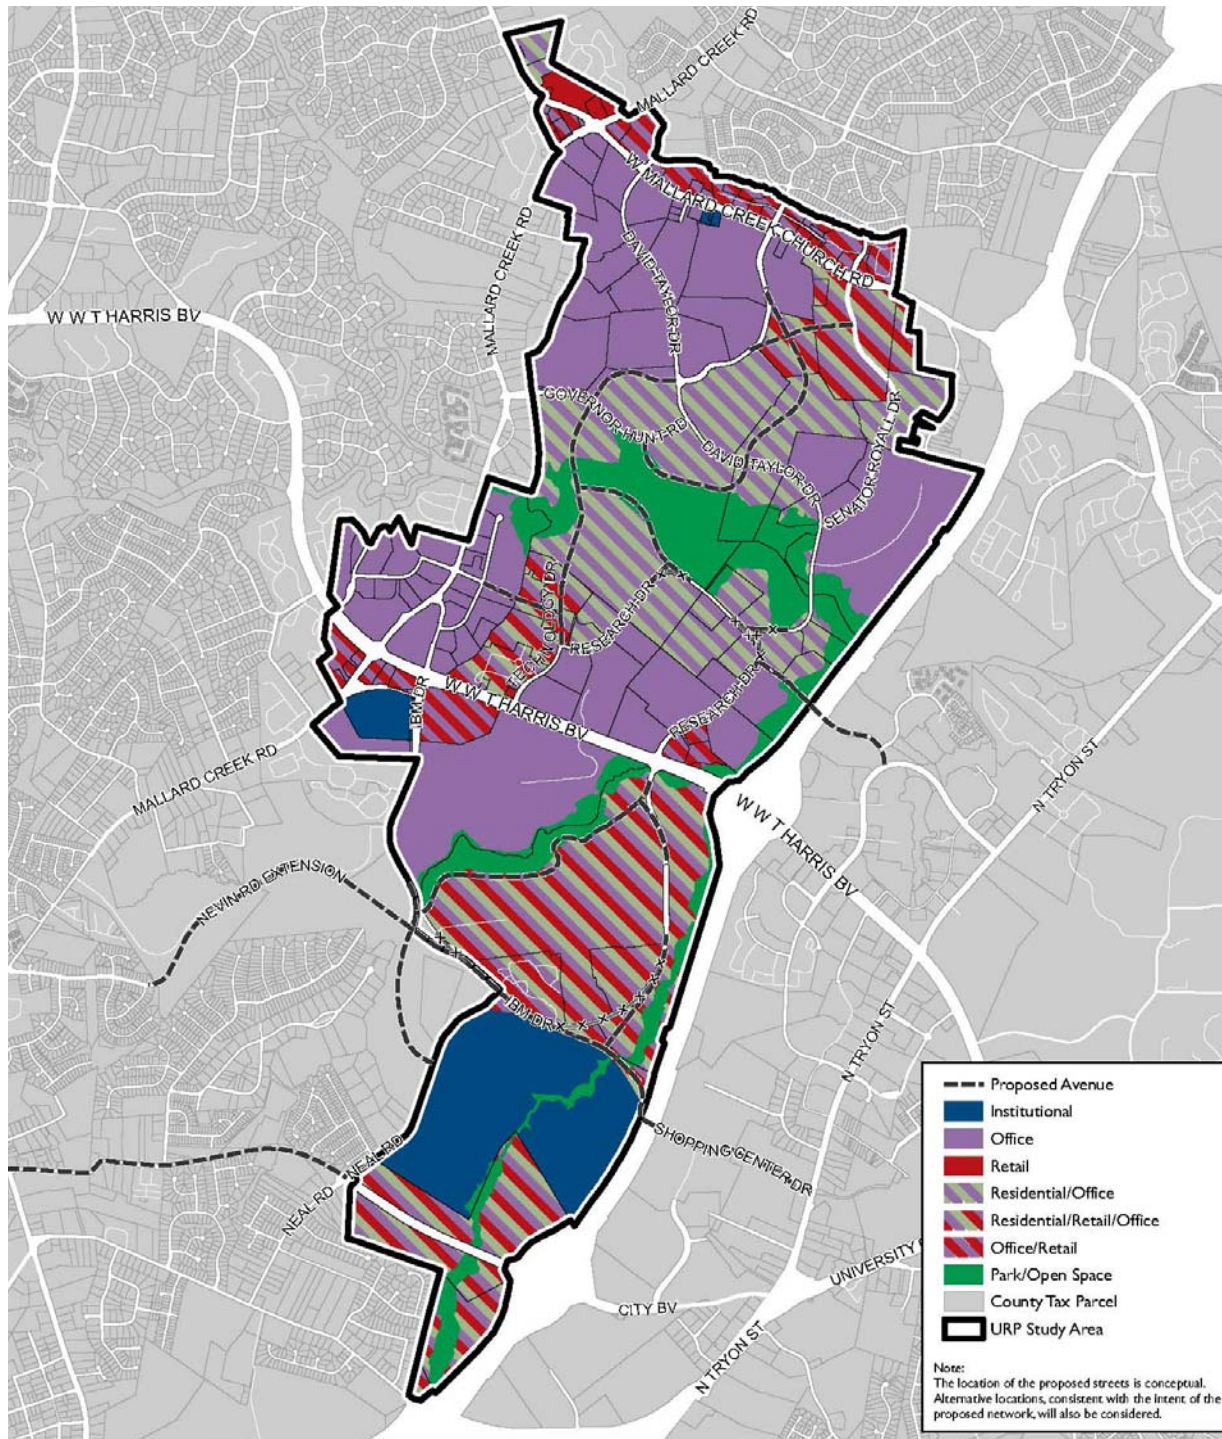 MALLARD CREEK RD
W MALLARD CREEK CHURCH RD
MALLARD CREEK RD
DAVID TAYLOR DR
W W T HARRIS BV
GOVERNOR HUNT RD
DAVID TAYLOR DR
SENATOR ROYALL DR
TECHNOLOGY DR
RESEARCH DR
W W T HARRIS BV
RESEARCH DR
IBM DR
MALLARD CREEK RD
N TRYON ST
W W T HARRIS BV
NEVIN RD EXTENSION
IBM DR
N TRYON ST
SHOPPING CENTER DR
NEAL RD
NEAL RD
UNIVERSITY
CITY BV
N TRYON ST
Proposed Avenue
Institutional
Office
Retail
Residential/Office
Residential/Retail/Office
Office/Retail
Park/Open Space
County Tax Parcel
URP Study Area
Note:
The location of the proposed streets is conceptual.
Alternative locations, consistent with the intent of the
proposed network, will also be considered.